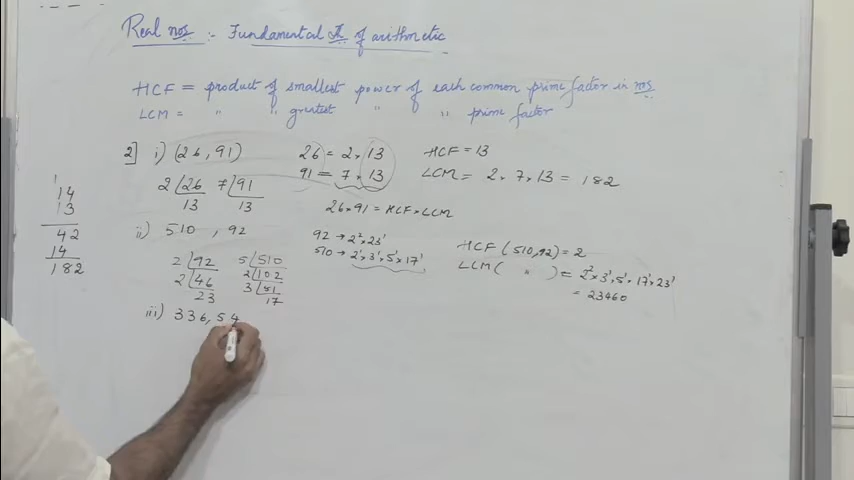 Real nos :- Fundamental Th of arithmetic
HCF = product of smallest power of each common prime factor in nos.
LCM = " " greatest " " prime factor
2] i) (26, 91)
26 = 2 × 13
91 = 7 × 13
HCF = 13
LCM = 2 × 7 × 13 = 182
2 26
13
7 91
13
26 × 91 = HCF × LCM
1
14
13
42
14
182
ii) 510 , 92
92 → 2² × 23¹
510 → 2¹ × 3¹ × 5¹ × 17¹
HCF (510, 92) = 2
LCM ( " ) = 2² × 3¹ × 5¹ × 17¹ × 23¹
= 23460
2 92
2 46
23
5 510
2 102
3 51
17
iii) 336, 54